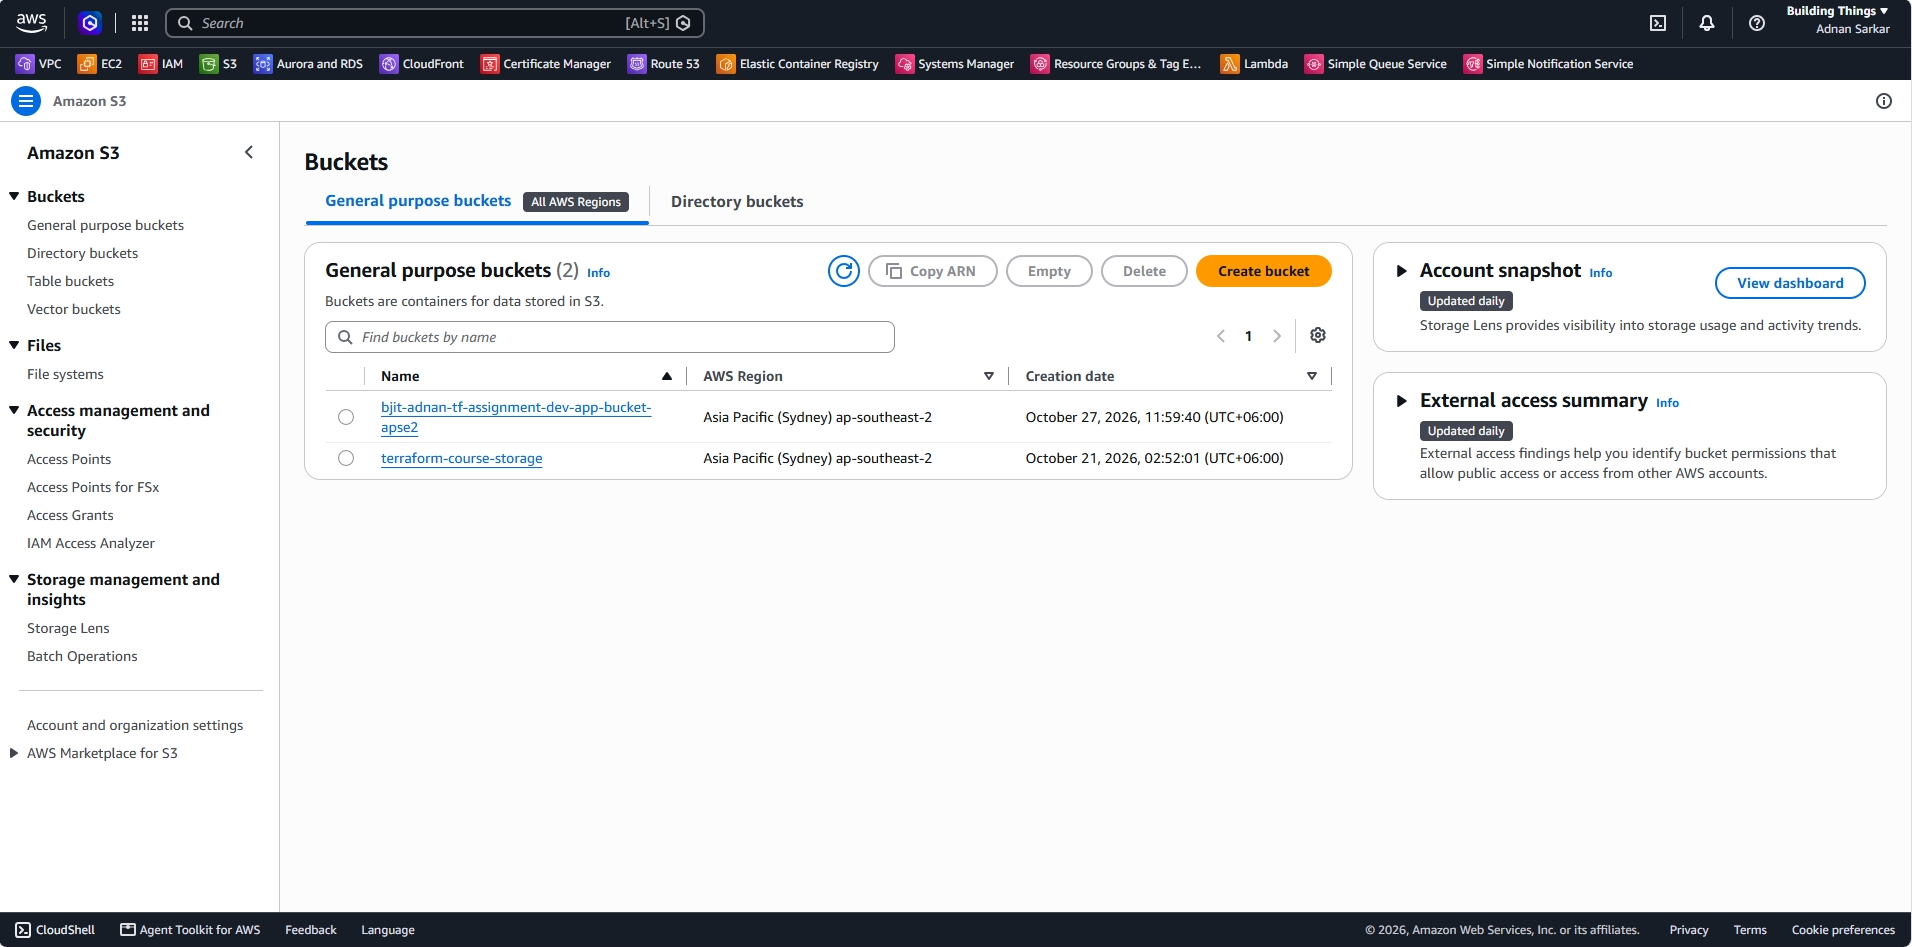 aws
Search [Alt+S]
Building Things
Adnan Sarkar
VPC EC2 IAM S3 Aurora and RDS CloudFront Certificate Manager Route 53 Elastic Container Registry Systems Manager Resource Groups & Tag E... Lambda Simple Queue Service Simple Notification Service
Amazon S3
Amazon S3
Buckets
General purpose buckets
Directory buckets
Table buckets
Vector buckets
Files
File systems
Access management and
security
Access Points
Access Points for FSx
Access Grants
IAM Access Analyzer
Storage management and
insights
Storage Lens
Batch Operations
Account and organization settings
AWS Marketplace for S3
Buckets
General purpose buckets All AWS Regions Directory buckets
General purpose buckets (2) Info Copy ARN Empty Delete Create bucket
Buckets are containers for data stored in S3.
Find buckets by name 1
Name AWS Region Creation date
bjit-adnan-tf-assignment-dev-app-bucket-
apse2 Asia Pacific (Sydney) ap-southeast-2 October 27, 2026, 11:59:40 (UTC+06:00)
terraform-course-storage Asia Pacific (Sydney) ap-southeast-2 October 21, 2026, 02:52:01 (UTC+06:00)
Account snapshot Info View dashboard
Updated daily
Storage Lens provides visibility into storage usage and activity trends.
External access summary Info
Updated daily
External access findings help you identify bucket permissions that
allow public access or access from other AWS accounts.
CloudShell Agent Toolkit for AWS Feedback Language © 2026, Amazon Web Services, Inc. or its affiliates. Privacy Terms Cookie preferences